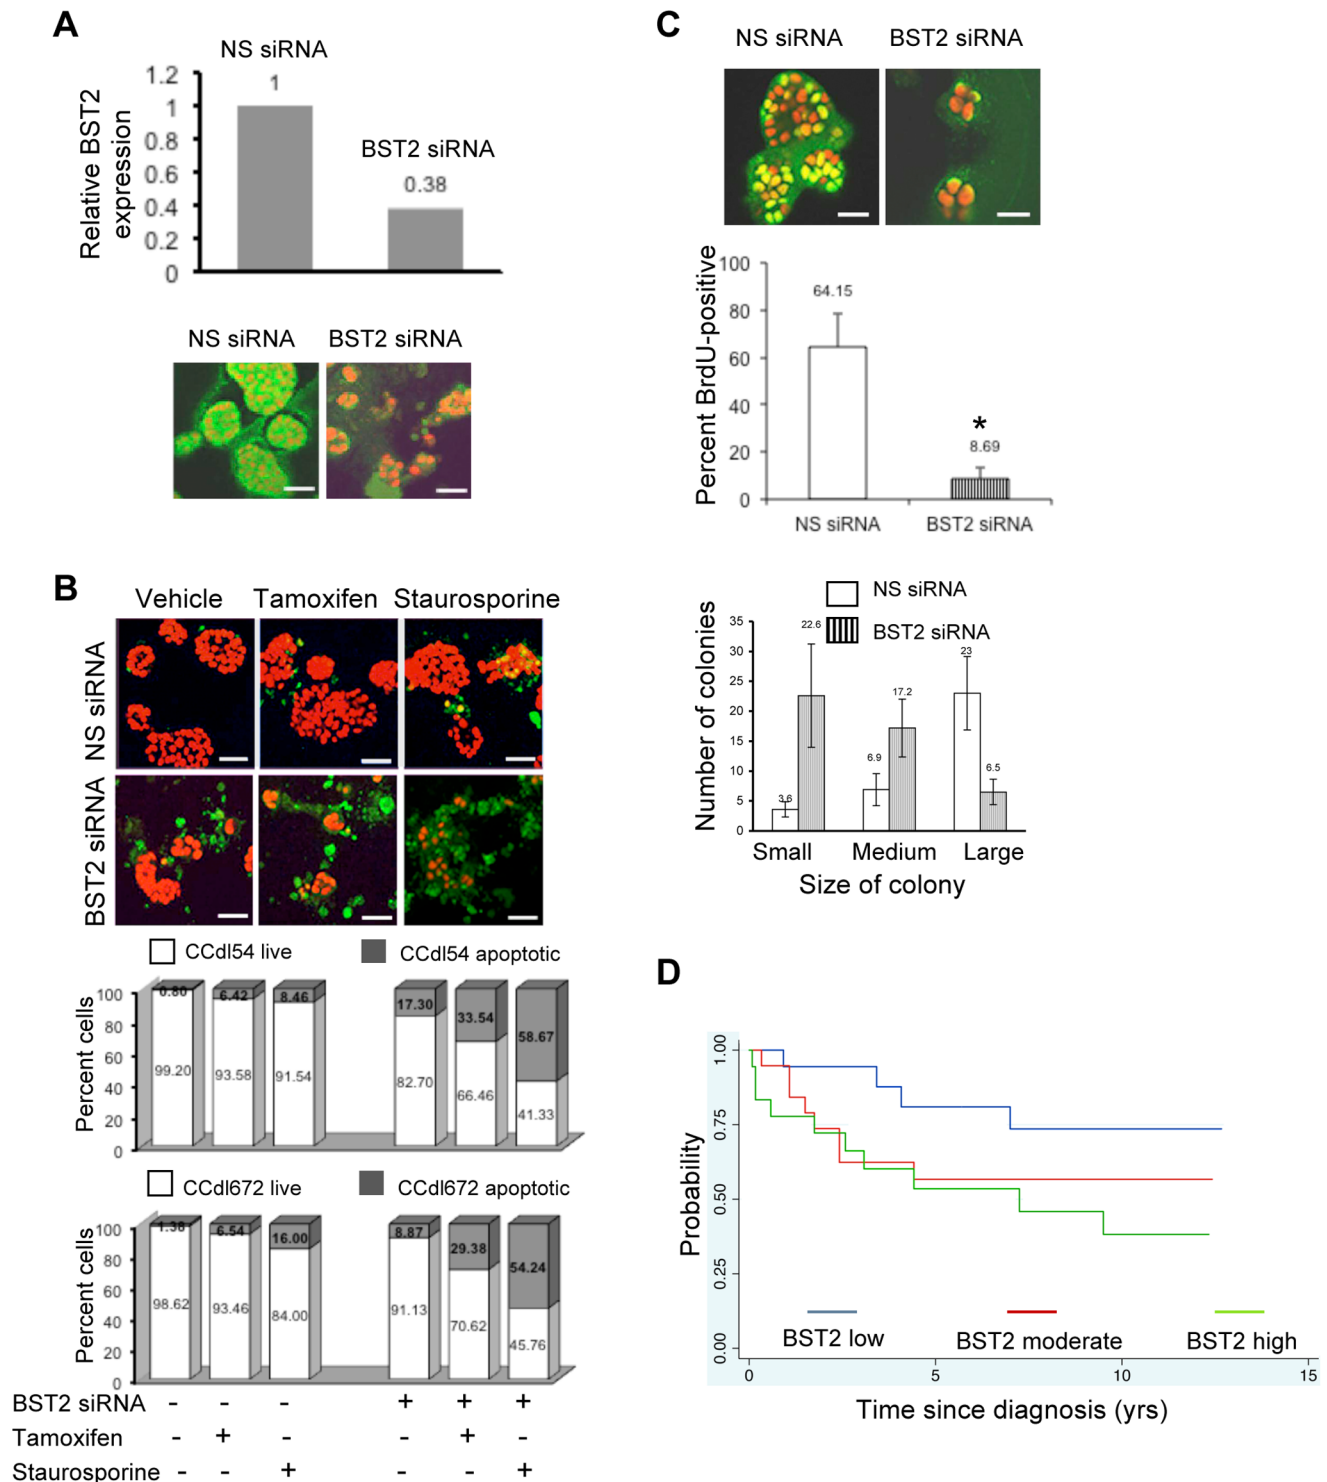 A
NS siRNA
1.2
1
0.8
0.6
0.4
0.2
0
Relative BST2
expression
1
BST2 siRNA
0.38
NS siRNA
BST2 siRNA
B
Vehicle
Tamoxifen
Staurosporine
NS siRNA
BST2 siRNA
CCdl54 live
CCdl54 apoptotic
Percent cells
100
80
60
40
20
0
0.80
6.42
8.46
17.30
33.54
58.67
99.20
93.58
91.54
82.70
66.46
41.33
CCdl672 live
CCdl672 apoptotic
Percent cells
100
80
60
40
20
0
1.38
6.54
16.00
8.87
29.38
54.24
98.62
93.46
84.00
91.13
70.62
45.76
BST2 siRNA - - - + + +
Tamoxifen - + - - + -
Staurosporine - - + - - +
C
NS siRNA
BST2 siRNA
Percent BrdU-positive
100
80
60
40
20
0
64.15
*
8.69
NS siRNA
BST2 siRNA
NS siRNA
BST2 siRNA
Number of colonies
35
30
25
20
15
10
5
0
3.6
22.6
6.9
17.2
23
6.5
Small
Medium
Large
Size of colony
D
Probability
1.00
0.75
0.50
0.25
0.00
BST2 low
BST2 moderate
BST2 high
0
5
10
15
Time since diagnosis (yrs)